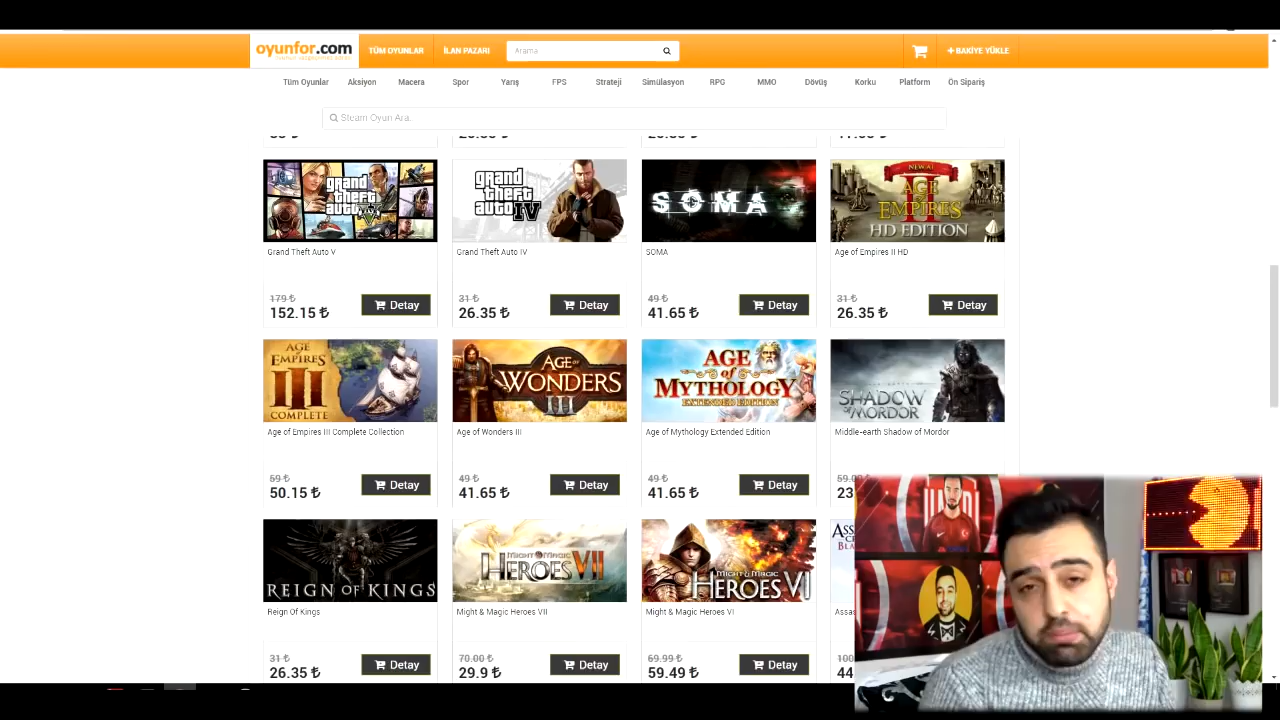 oyunfor.com
TÜM OYUNLAR
İLAN PAZARI
Arama
BAKİYE YÜKLE
Tüm Oyunlar Aksiyon Macera Spor Yarış FPS Strateji Simülasyon RPG MMO Dövüş Korku Platform Ön Sipariş
Steam Oyun Ara.
grand theft auto V
grand theft auto IV
SOMA
NEW AI
AGE OF EMPIRES II
HD EDITION
Grand Theft Auto V
Grand Theft Auto IV
SOMA
Age of Empires II HD
179 ₺
31 ₺
49 ₺
31 ₺
152.15 ₺ Detay
26.35 ₺ Detay
41.65 ₺ Detay
26.35 ₺ Detay
AGE OF EMPIRES III COMPLETE
AGE OF WONDERS III
AGE of MYTHOLOGY EXTENDED EDITION
SHADOW OF MORDOR
Age of Empires III Complete Collection
Age of Wonders III
Age of Mythology Extended Edition
Middle-earth Shadow of Mordor
59 ₺
49 ₺
49 ₺
59.0
50.15 ₺ Detay
41.65 ₺ Detay
41.65 ₺ Detay
23
Detay
REIGN OF KINGS
MIGHT & MAGIC HEROES VII
MIGHT & MAGIC HEROES VI
Reign Of Kings
Might & Magic Heroes VII
Might & Magic Heroes VI
Assas
31 ₺
70.00 ₺
69.99 ₺
100
26.35 ₺ Detay
29.9 ₺ Detay
59.49 ₺ Detay
44